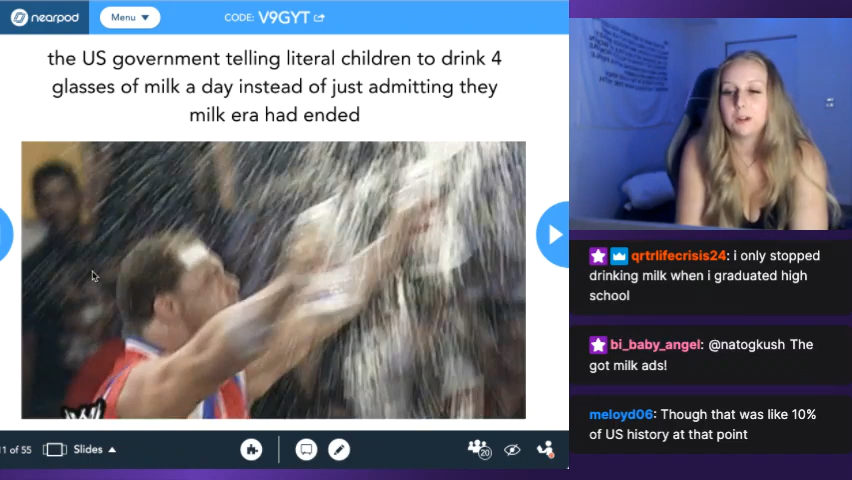 nearpod
Menu
CODE: V9GYT
the US government telling literal children to drink 4
glasses of milk a day instead of just admitting they
milk era had ended
11 of 55
Slides
20
qrtrlifecrisis24: i only stopped
drinking milk when i graduated high
school
bi_baby_angel: @natogkush The
got milk ads!
meloyd06: Though that was like 10%
of US history at that point